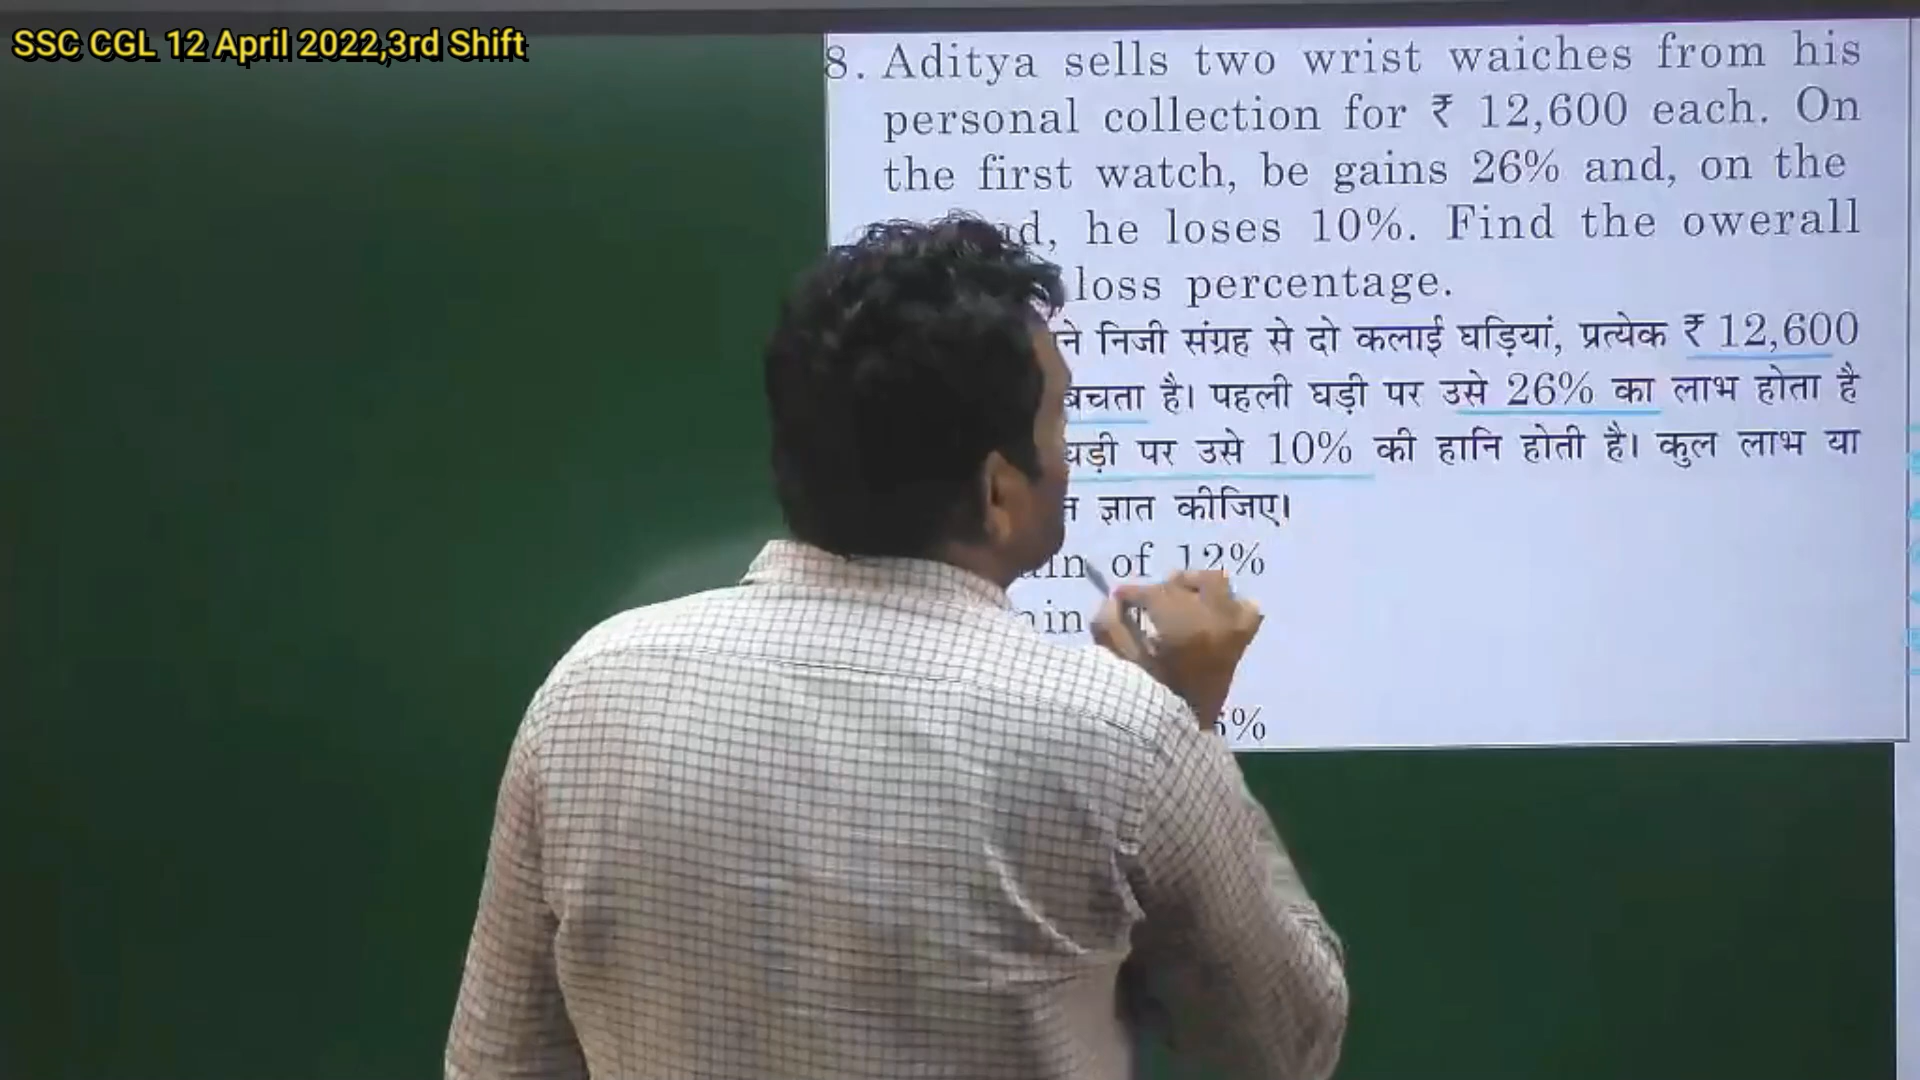 SSC CGL 12 April 2022,3rd Shift
8. Aditya sells two wrist waiches from his
personal collection for ₹ 12,600 each. On
the first watch, be gains 26% and, on the
he loses 10%. Find the owerall
loss percentage.
ने निजी संग्रह से दो कलाई घड़ियां, प्रत्येक ₹ 12,600
है। पहली घड़ी पर उसे 26% का लाभ होता है
पर उसे 10% की हानि होती है। कुल लाभ या
ज्ञात कीजिए।
of 12%